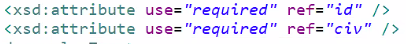 <xsd:attribute use="required" ref="id" />
<xsd:attribute use="required" ref="civ" />